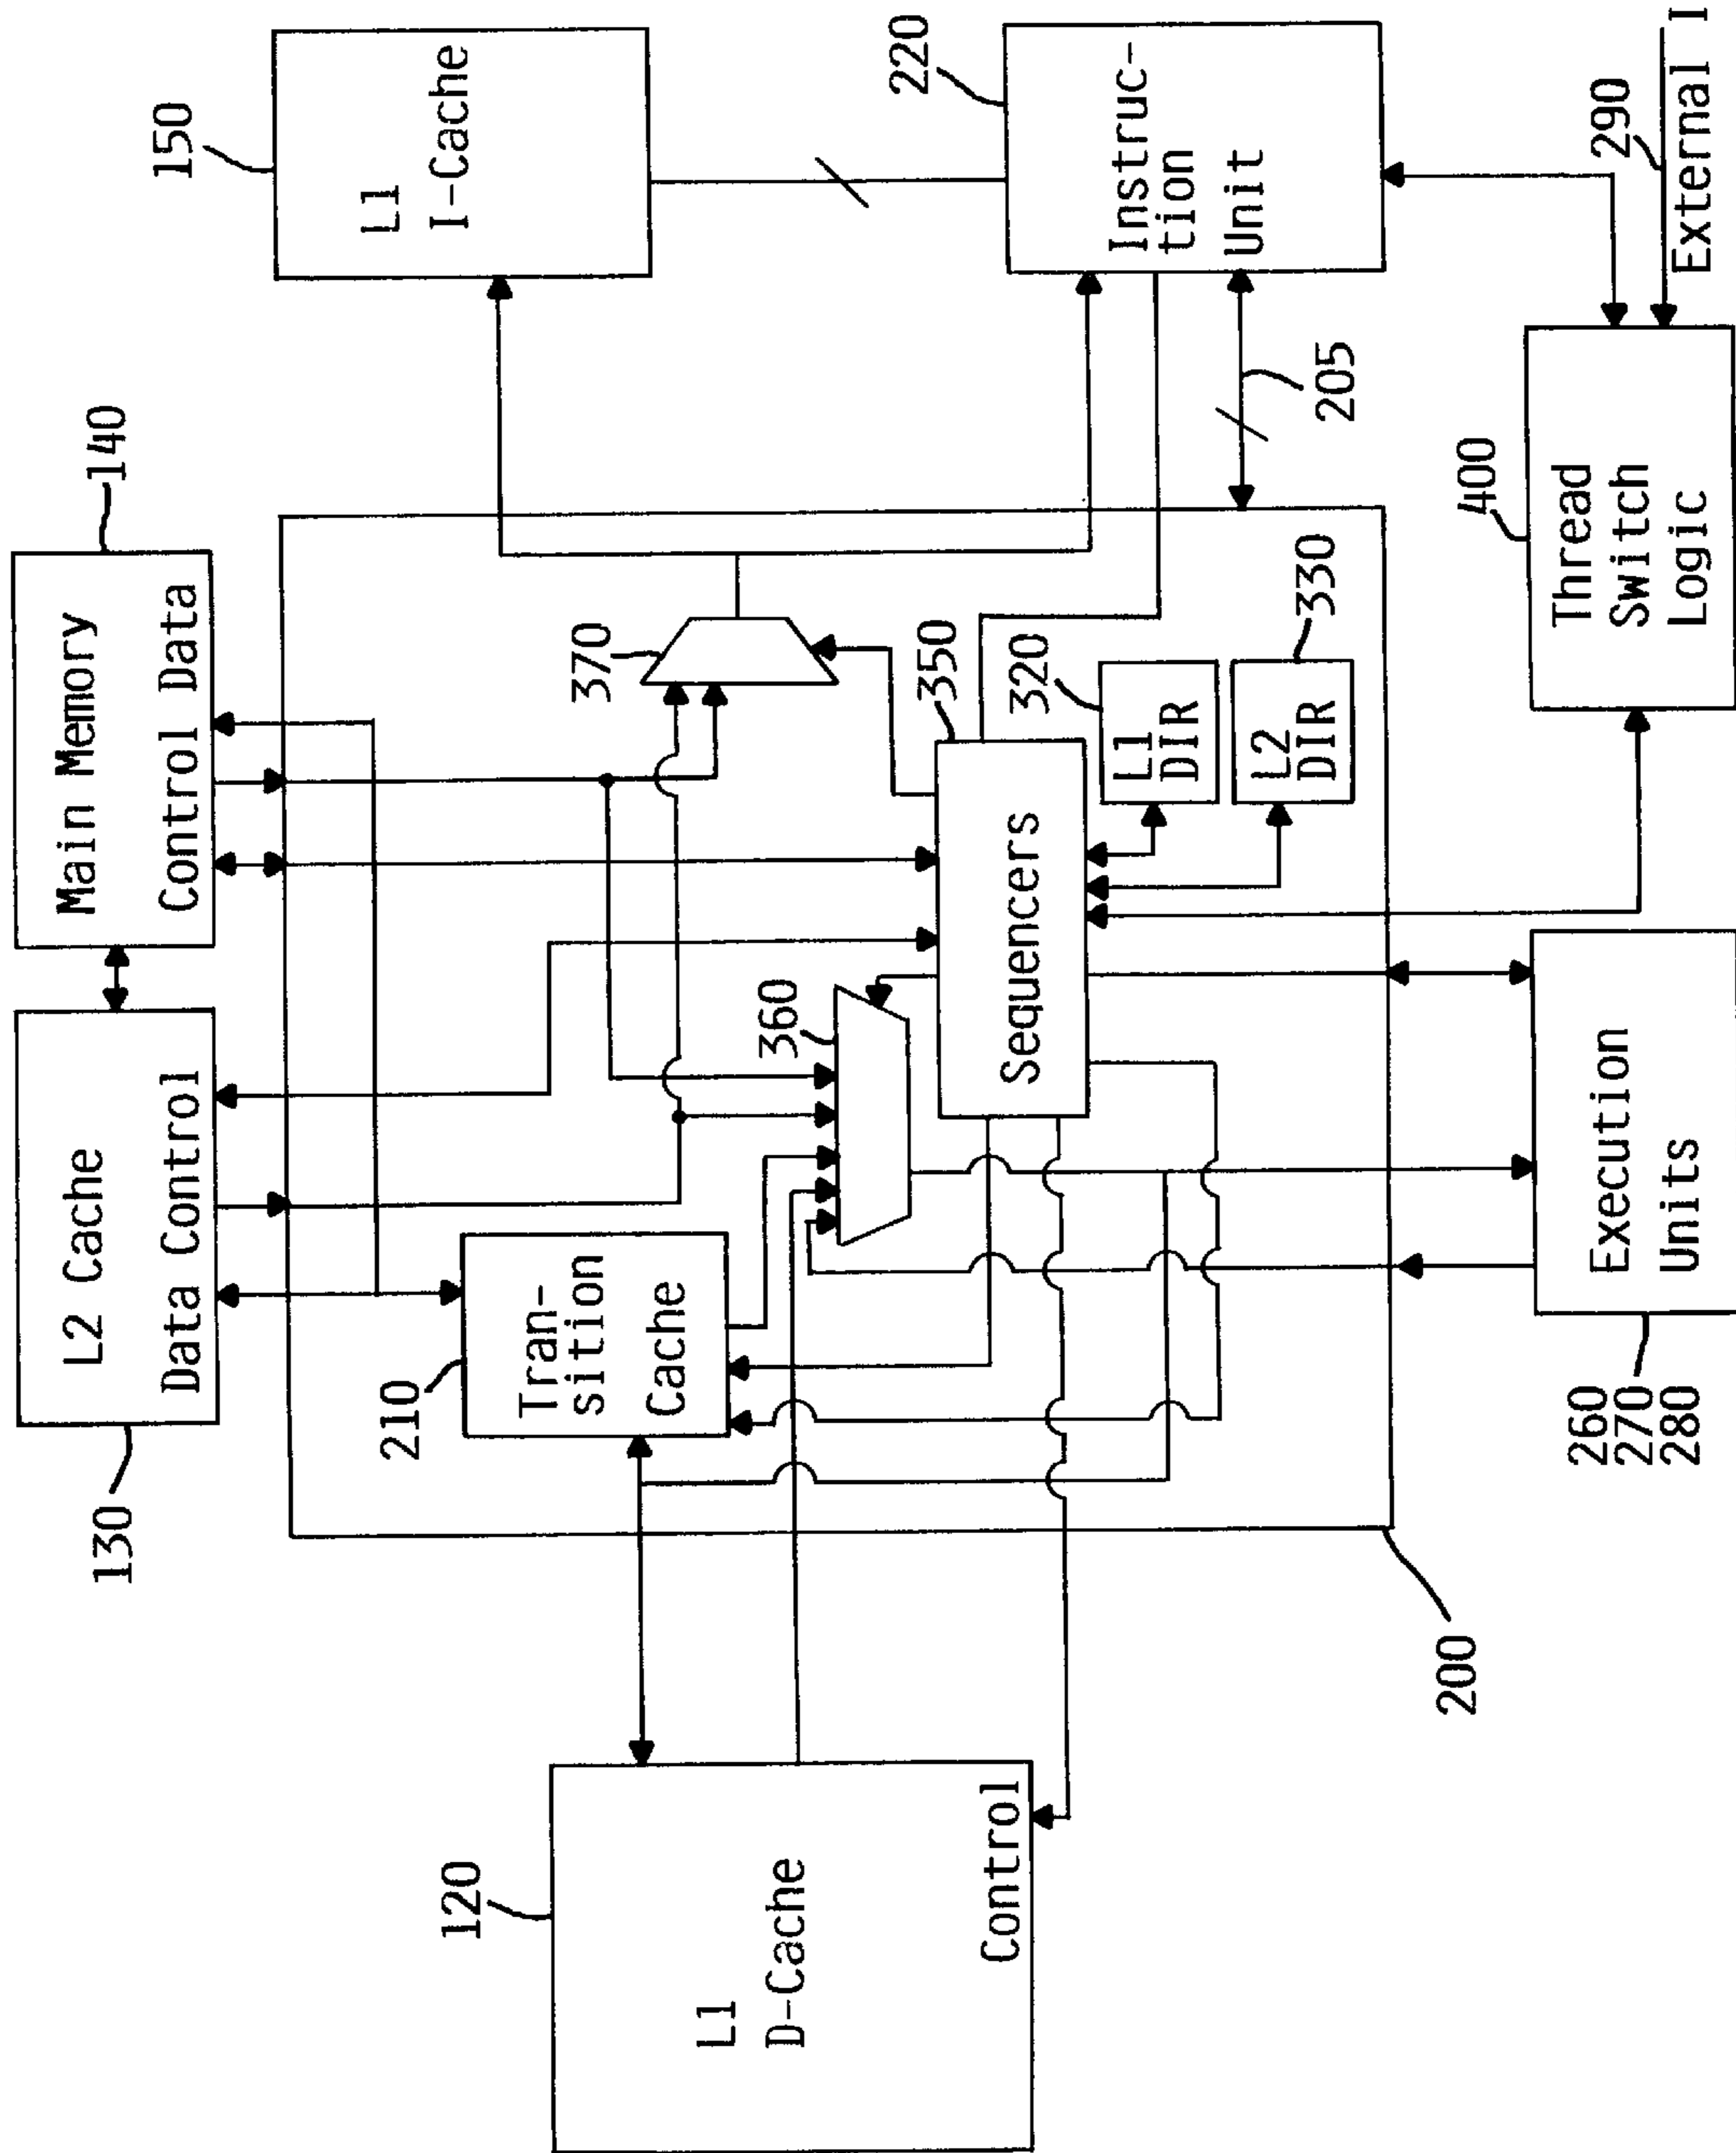 130
L2 Cache
Data Control
Main Memory
Control Data
140
150
L1
I-Cache
120
L1
D-Cache
Control
210
Tran-
sition
Cache
360
370
350
Sequencers
320
L1
DIR
L2
DIR
330
220
Instruc-
tion
Unit
205
200
260
270
280
Execution
Units
400
Thread
Switch
Logic
290
External I